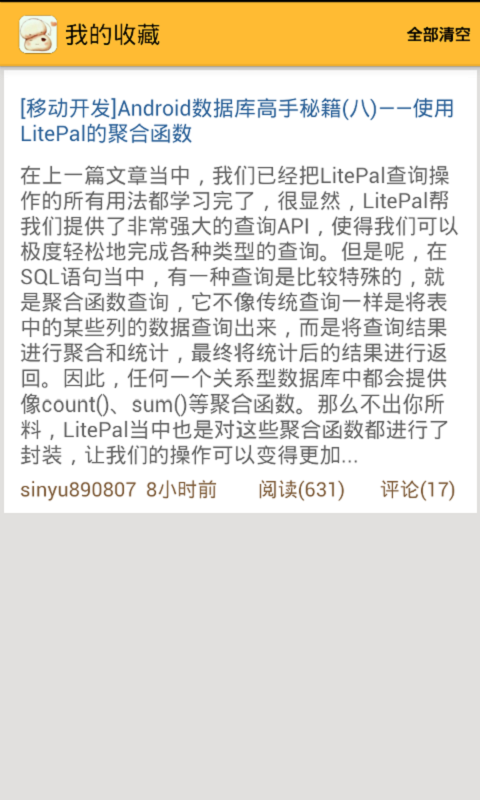 我的收藏 全部清空
[移动开发]Android数据库高手秘籍(八)——使用
LitePal的聚合函数
在上一篇文章当中，我们已经把LitePal查询操
作的所有用法都学习完了，很显然，LitePal帮
我们提供了非常强大的查询API，使得我们可以
极度轻松地完成各种类型的查询。但是呢，在
SQL语句当中，有一种查询是比较特殊的，就
是聚合函数查询，它不像传统查询一样是将表
中的某些列的数据查询出来，而是将查询结果
进行聚合和统计，最终将统计后的结果进行返
回。因此，任何一个关系型数据库中都会提供
像count()、sum()等聚合函数。那么不出你所
料，LitePal当中也是对这些聚合函数都进行了
封装，让我们的操作可以变得更加...
sinyu890807 8小时前 阅读(631) 评论(17)